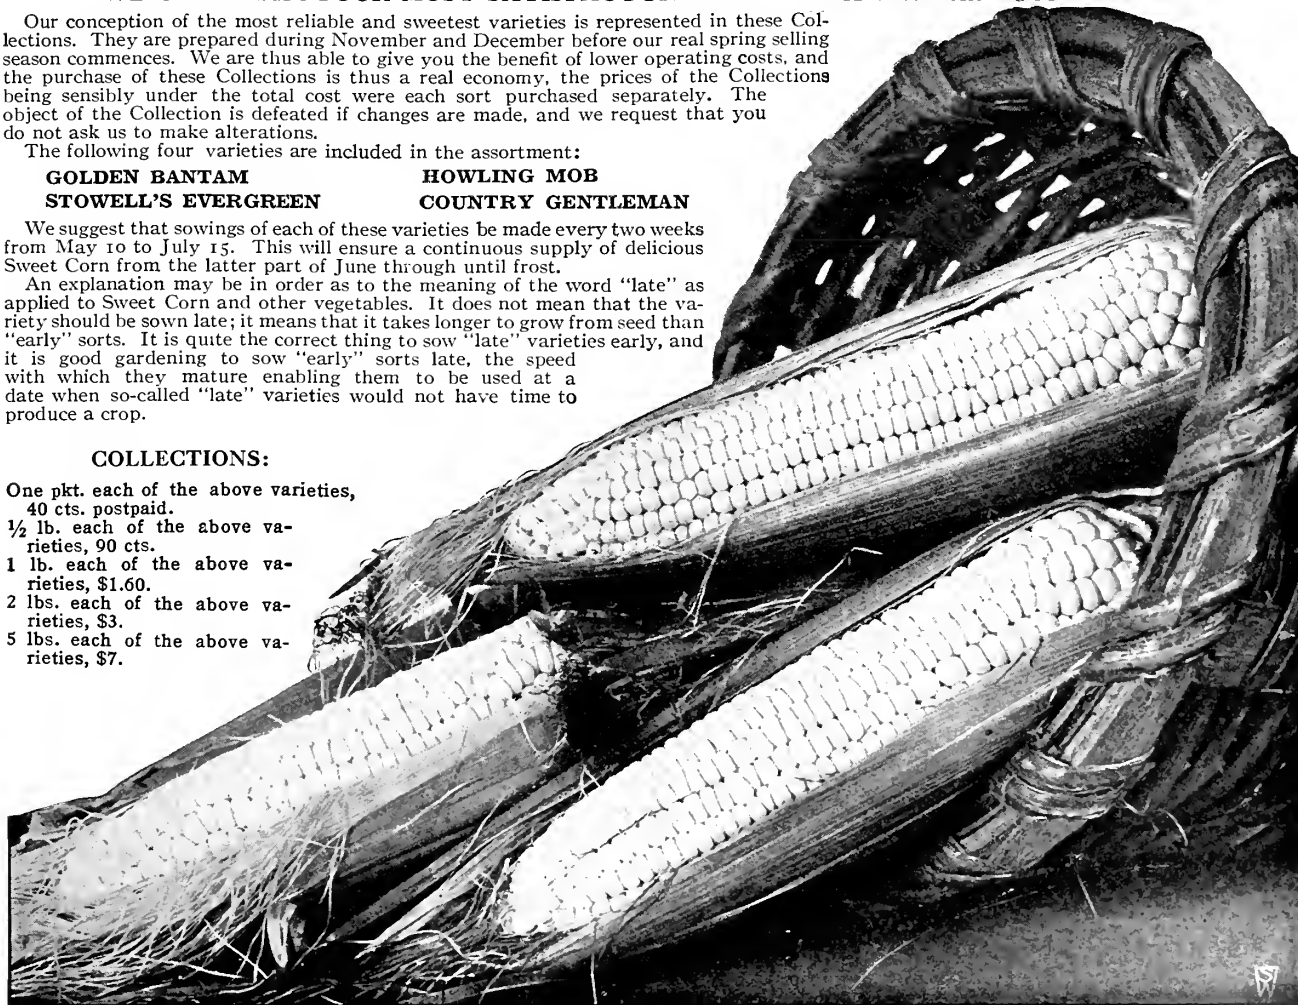 Our conception of the most reliable and sweetest varieties is represented in these Col-
lections. They are prepared during November and December before our real spring selling
season commences. We are thus able to give you the benefit of lower operating costs, and
the purchase of these Collections is thus a real economy, the prices of the Collections
being sensibly under the total cost were each sort purchased separately. The
object of the Collection is defeated if changes are made, and we request that you
do not ask us to make alterations.
The following four varieties are included in the assortment:
GOLDEN BANTAM HOWLING MOB
STOWELL'S EVERGREEN COUNTRY GENTLEMAN
We suggest that sowings of each of these varieties be made every two weeks
from May 10 to July 15. This will ensure a continuous supply of delicious
Sweet Corn from the latter part of June through until frost.
An explanation may be in order as to the meaning of the word "late" as
applied to Sweet Corn and other vegetables. It does not mean that the va-
riety should be sown late; it means that it takes longer to grow from seed than
"early" sorts. It is quite the correct thing to sow "late" varieties early, and
it is good gardening to sow "early" sorts late, the speed
with which they mature enabling them to be used at a
date when so-called "late" varieties would not have time to
produce a crop.
COLLECTIONS:
One pkt. each of the above varieties,
40 cts. postpaid.
½ lb. each of the above va-
rieties, 90 cts.
1 lb. each of the above va-
rieties, $1.60.
2 lbs. each of the above va-
rieties, $3.
5 lbs. each of the above va-
rieties, $7.